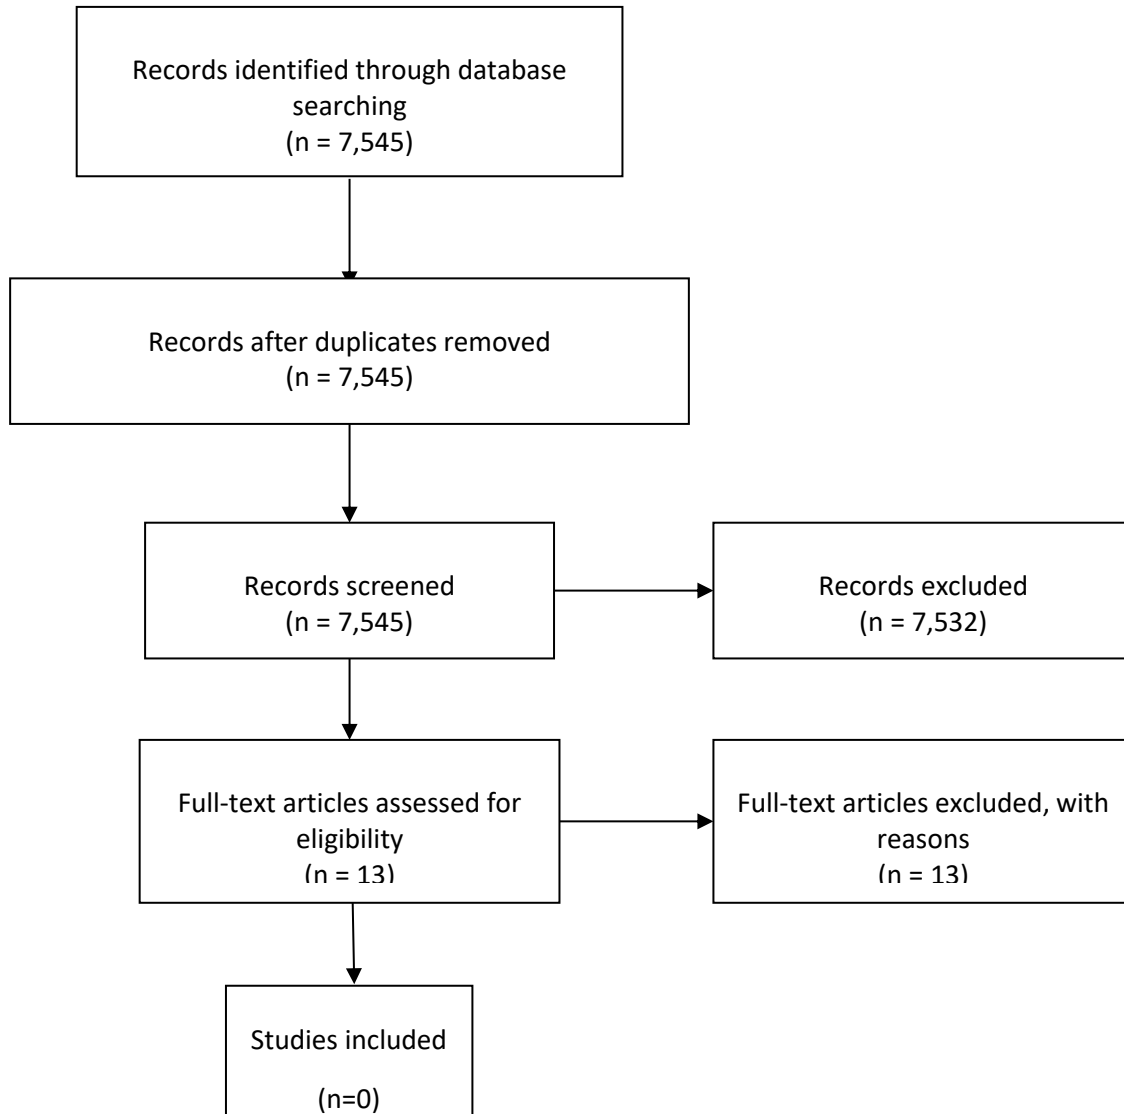 Records identified through database
searching
(n = 7,545)
Records after duplicates removed
(n = 7,545)
Records screened
(n = 7,545)
Records excluded
(n = 7,532)
Full-text articles assessed for
eligibility
(n = 13)
Full-text articles excluded, with
reasons
(n = 13)
Studies included
(n=0)